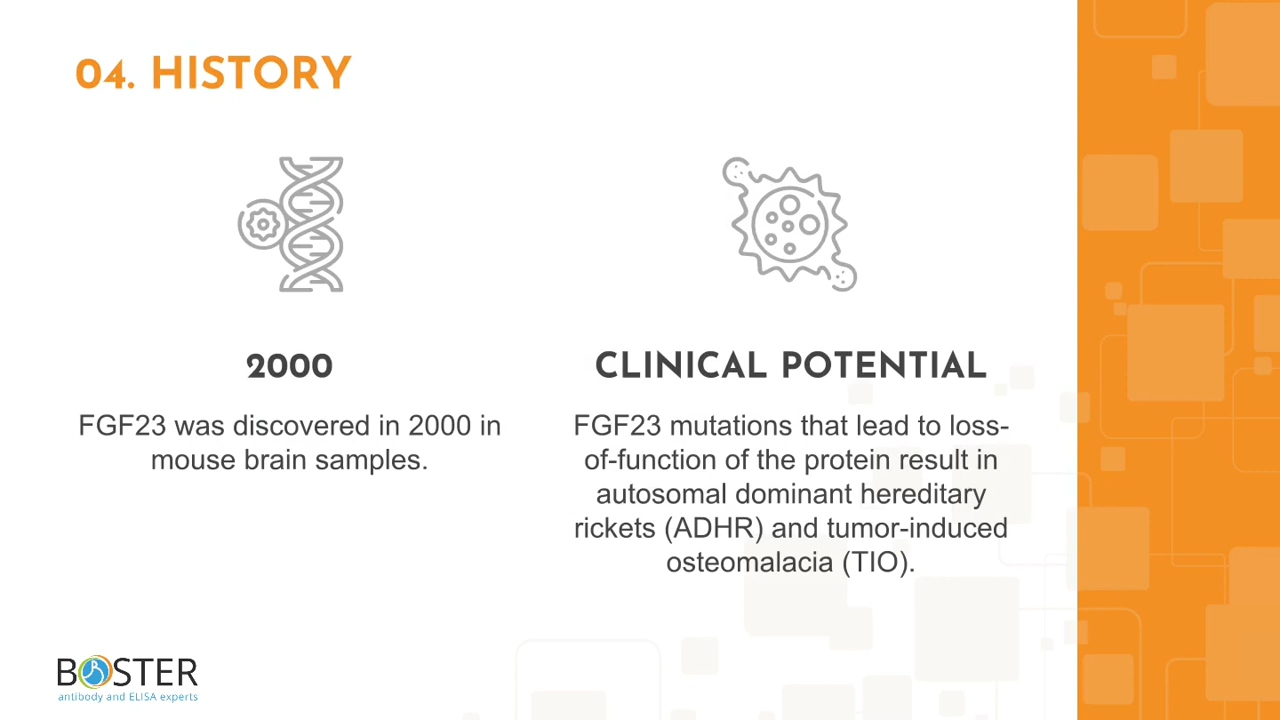 04. HISTORY
2000
FGF23 was discovered in 2000 in
mouse brain samples.
CLINICAL POTENTIAL
FGF23 mutations that lead to loss-
of-function of the protein result in
autosomal dominant hereditary
rickets (ADHR) and tumor-induced
osteomalacia (TIO).
BOSTER
antibody and ELISA experts